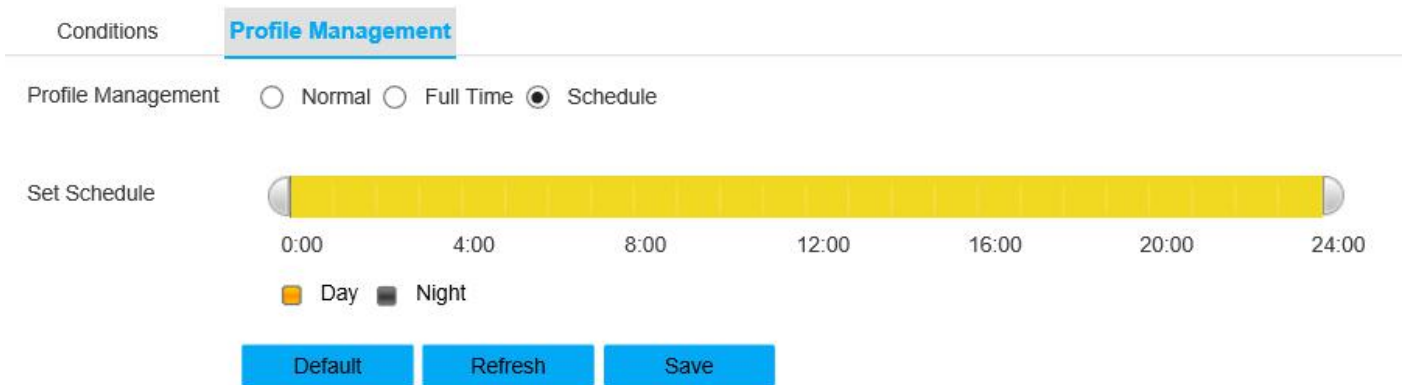 Conditions Profile Management
Profile Management Normal Full Time Schedule
Set Schedule
0:00 4:00 8:00 12:00 16:00 20:00 24:00
Day Night
Default Refresh Save